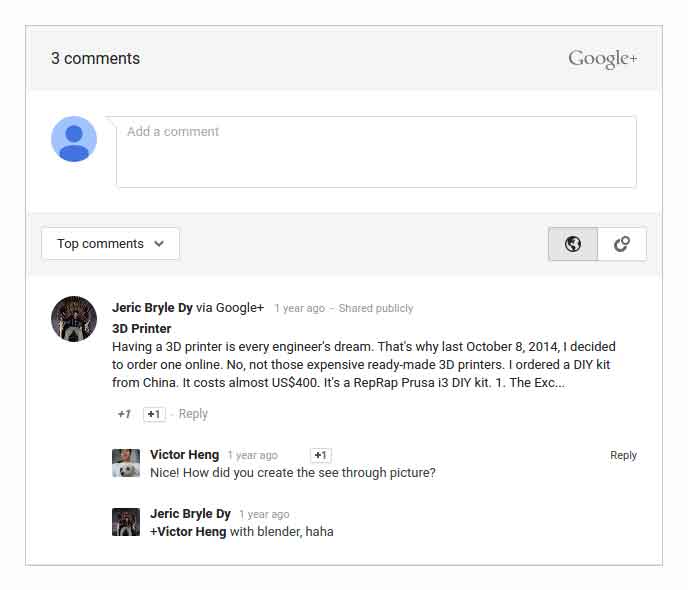 3 comments
Google+
Add a comment
Top comments
Jeric Bryle Dy via Google+ 1 year ago - Shared publicly
3D Printer
Having a 3D printer is every engineer's dream. That's why last October 8, 2014, I decided
to order one online. No, not those expensive ready-made 3D printers. I ordered a DIY kit
from China. It costs almost US$400. It's a RepRap Prusa i3 DIY kit. 1. The Exc...
+1 +1 · Reply
Victor Heng 1 year ago +1 Reply
Nice! How did you create the see through picture?
Jeric Bryle Dy 1 year ago
+Victor Heng with blender, haha